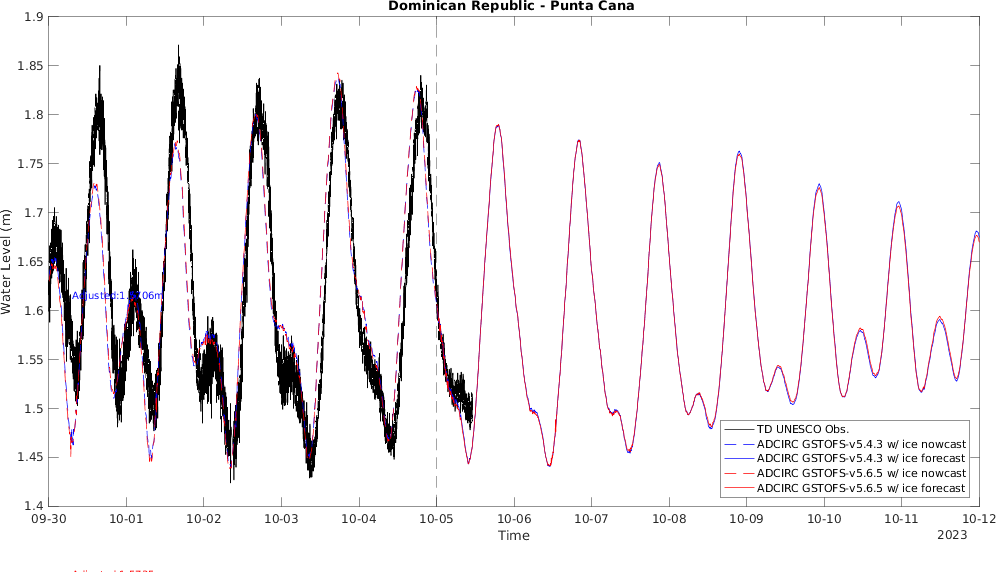 Dominican Republic - Punta Cana
Water Level (m)
1.9
1.85
1.8
1.75
1.7
1.65
1.6
1.55
1.5
1.45
1.4
TD UNESCO Obs.
ADCIRC GSTOFS-v5.4.3 w/ ice nowcast
ADCIRC GSTOFS-v5.4.3 w/ ice forecast
ADCIRC GSTOFS-v5.6.5 w/ ice nowcast
ADCIRC GSTOFS-v5.6.5 w/ ice forecast
09-30 10-01 10-02 10-03 10-04 10-05 10-06 10-07 10-08 10-09 10-10 10-11 10-12
Time
2023